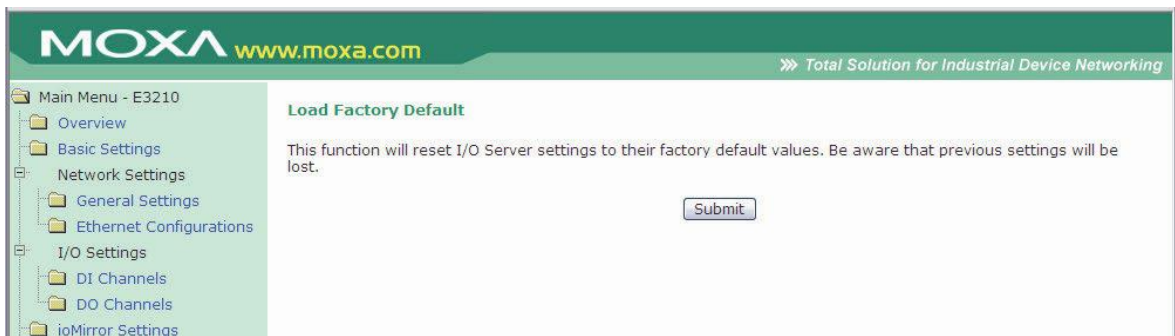 MOXA www.moxa.com
Total Solution for Industrial Device Networking
Main Menu - E3210
Overview
Basic Settings
Network Settings
General Settings
Ethernet Configurations
I/O Settings
DI Channels
DO Channels
ioMirror Settings
Load Factory Default
This function will reset I/O Server settings to their factory default values. Be aware that previous settings will be
lost.
Submit